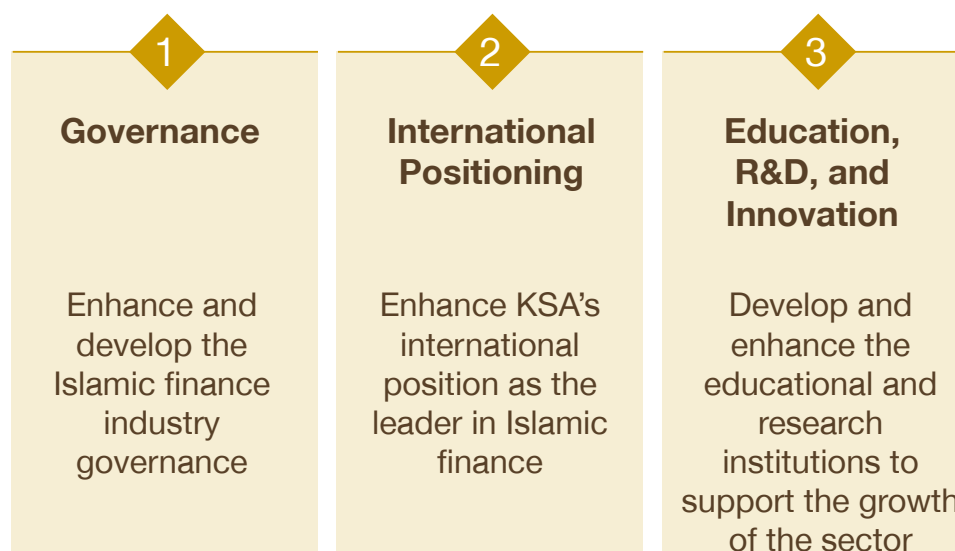 1
Governance
Enhance and
develop the
Islamic finance
industry
governance
2
International
Positioning
Enhance KSA’s
international
position as the
leader in Islamic
finance
3
Education,
R&D, and
Innovation
Develop and
enhance the
educational and
research
institutions to
support the growth
of the sector